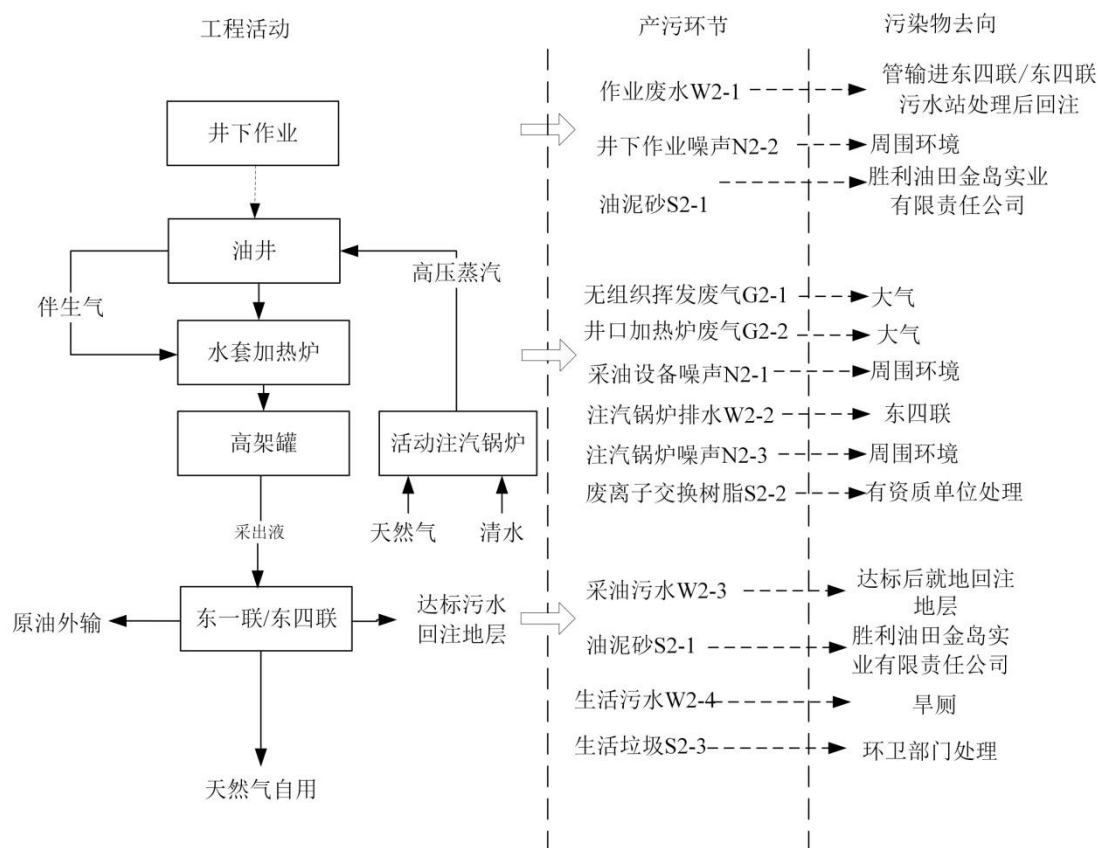 工程活动
产污环节
污染物去向
井下作业
油井
伴生气
高压蒸汽
水套加热炉
高架罐
活动注汽锅炉
天然气
清水
采出液
原油外输
东一联/东四联
达标污水
回注地层
天然气自用
作业废水W2-1
管输进东四联/东四联
污水站处理后回注
井下作业噪声N2-2
周围环境
油泥砂S2-1
胜利油田金岛实业
有限责任公司
无组织挥发废气G2-1
大气
井口加热炉废气G2-2
大气
采油设备噪声N2-1
周围环境
注汽锅炉排水W2-2
东四联
注汽锅炉噪声N2-3
周围环境
废离子交换树脂S2-2
有资质单位处理
采油污水W2-3
达标后就地回注
地层
油泥砂S2-1
胜利油田金岛实
业有限责任公司
生活污水W2-4
旱厕
生活垃圾S2-3
环卫部门处理